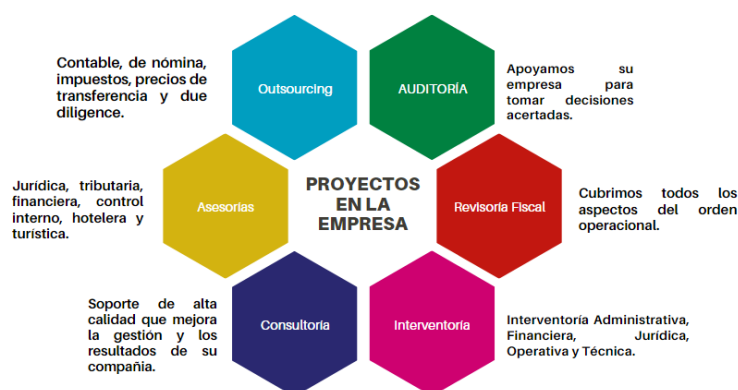 Contable, de nómina,
impuestos, precios de
transferencia y due
diligence.
Outsourcing
AUDITORÍA
Apoyamos su
empresa para
tomar decisiones
acertadas.
Jurídica, tributaria,
financiera, control
interno, hotelera y
turística.
Asesorías
PROYECTOS
EN LA
EMPRESA
Revisoría Fiscal
Cubrimos todos los
aspectos del orden
operacional.
Soporte de alta
calidad que mejora
la gestión y los
resultados de su
compañia.
Consultoría
Interventoría
Interventoría Administrativa,
Financiera, Jurídica,
Operativa y Técnica.